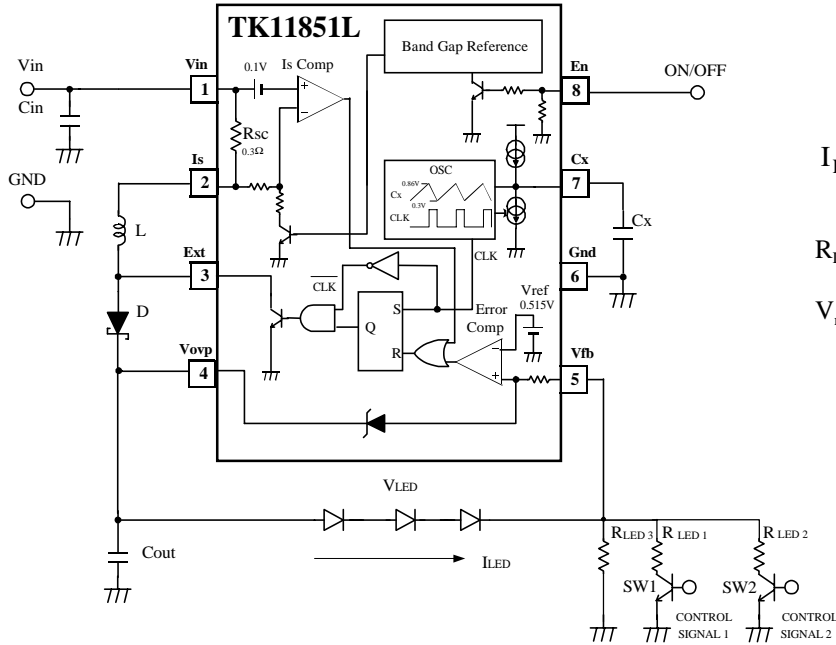 TK11851L
Vin
Cin
GND
Vin
1
0.1V
Is Comp
+
−
Band Gap Reference
En
8
ON/OFF
Rsc
0.3Ω
Is
2
L
OSC
0.86V
Cx
0.3V
CLK
Cx
7
Cx
CLK
Gnd
6
Ext
3
CLK
D
Q
S
R
Error
Comp
Vref
0.515V
−
+
Vovp
4
Vfb
5
VLED
ILED
Cout
RLED 3
R LED 1
R LED 2
SW1
SW2
CONTROL
SIGNAL 1
CONTROL
SIGNAL 2